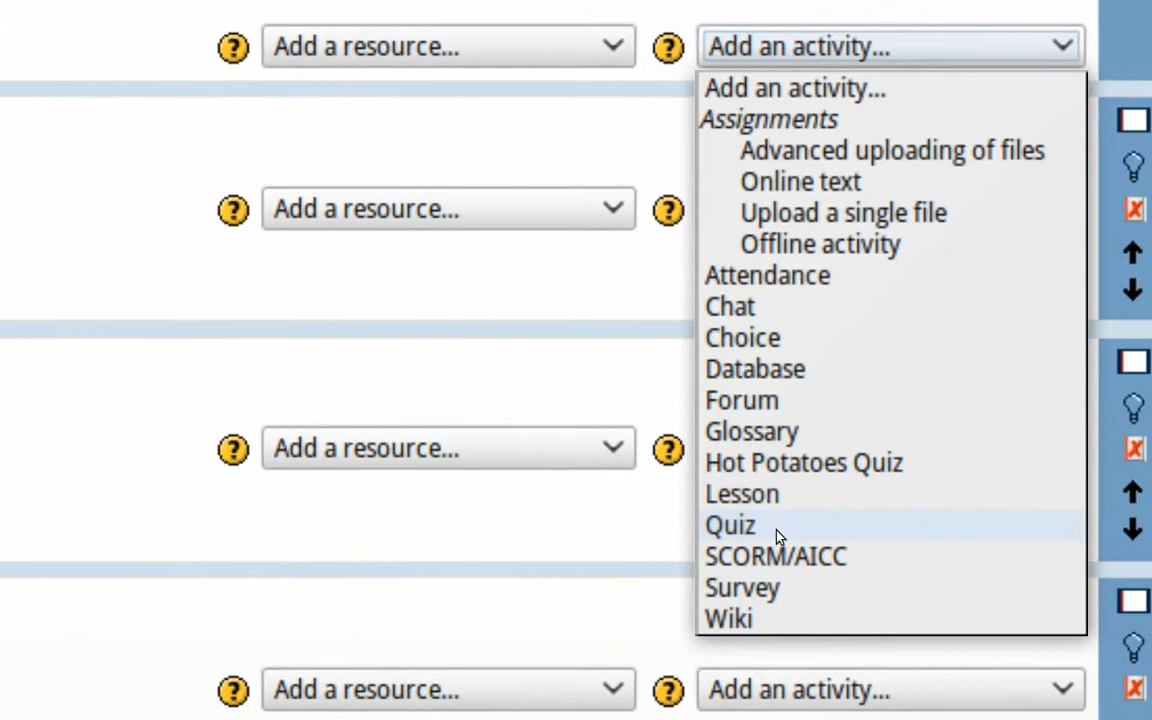 ? Add a resource... ? Add an activity...
Add an activity...
Assignments
Advanced uploading of files
Online text
Upload a single file
Offline activity
Attendance
Chat
Choice
Database
Forum
Glossary
Hot Potatoes Quiz
Lesson
Quiz
SCORM/AICC
Survey
Wiki
? Add a resource... ?
? Add a resource... ?
? Add a resource... ? Add an activity...